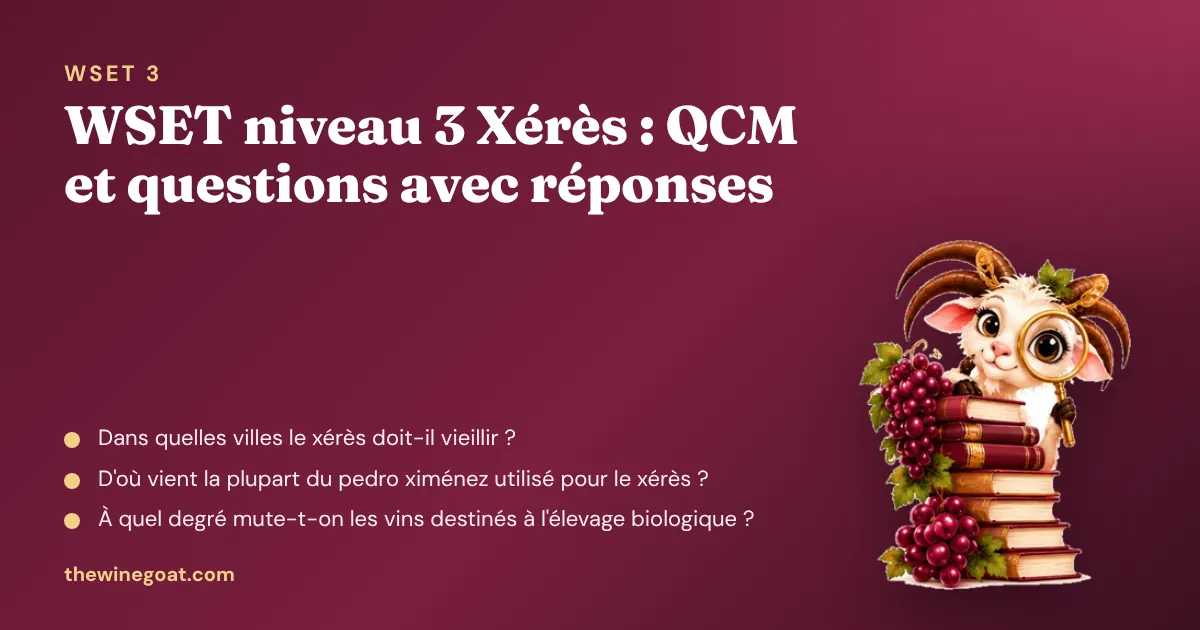 WSET 3
WSET niveau 3 Xérès : QCM
et questions avec réponses
Dans quelles villes le xérès doit-il vieillir ?
D'où vient la plupart du pedro ximénez utilisé pour le xérès ?
À quel degré mute-t-on les vins destinés à l'élevage biologique ?
thewinegoat.com